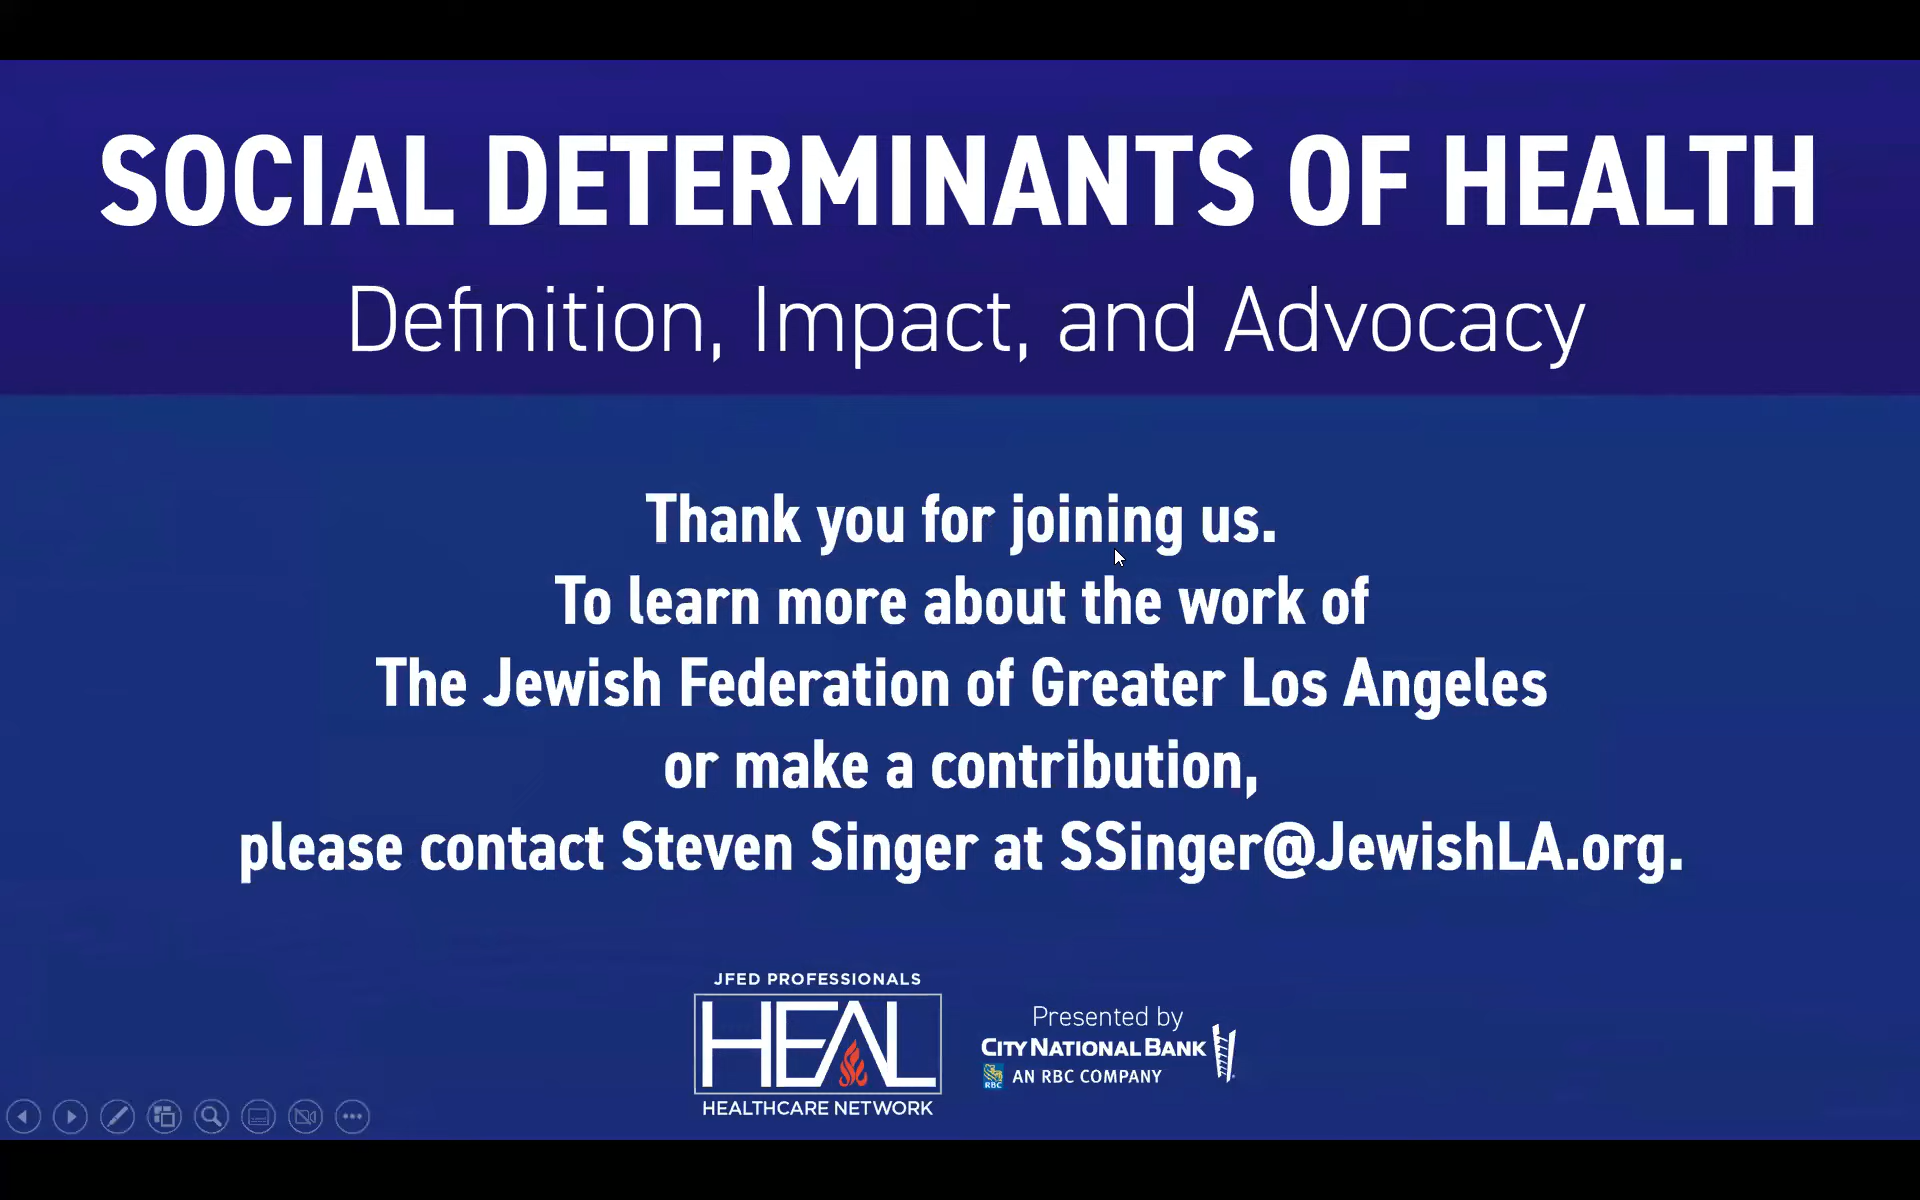 SOCIAL DETERMINANTS OF HEALTH
Definition, Impact, and Advocacy
Thank you for joining us.
To learn more about the work of
The Jewish Federation of Greater Los Angeles
or make a contribution,
please contact Steven Singer at SSinger@JewishLA.org.
JFED PROFESSIONALS
HEAL
HEALTHCARE NETWORK
Presented by
CITY NATIONAL BANK
RBC AN RBC COMPANY